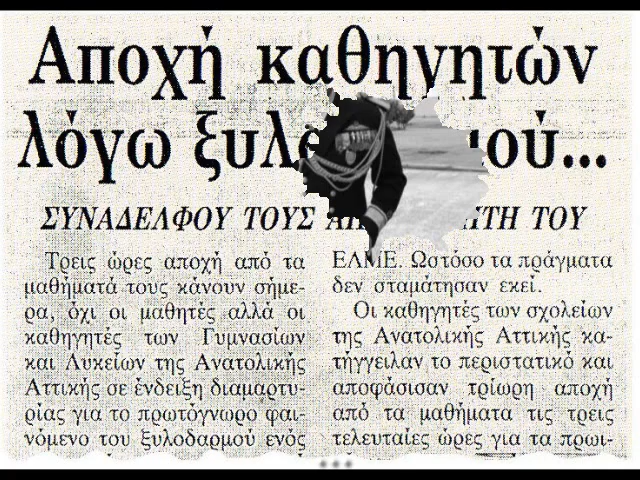 Αποχή καθηγητών
λόγω
ΣΥΝΑΔΕΛΦΟΥ ΤΟΥΣ ΤΟΥ
Τρεις ώρες αποχή από τα
μαθήματά τους κάνουν σήμε-
ρα, όχι οι μαθητές αλλά οι
καθηγητές των Γυμνασίων
και Λυκείων της Ανατολικής
Αττικής σε ένδειξη διαμαρτυ-
ρίας για το πρωτόγνωρο φαι-
νόμενο του ξυλοδαρμού ενός
ΕΛΜΕ. Ωστόσο τα πράγματα
δεν σταμάτησαν εκεί.
Οι καθηγητές των σχολείων
της Ανατολικής Αττικής κα-
τήγγειλαν το περιστατικό και
αποφάσισαν τρίωρη αποχή
από τα μαθήματα τις τρεις
τελευταίες ώρες για τα πρωι-